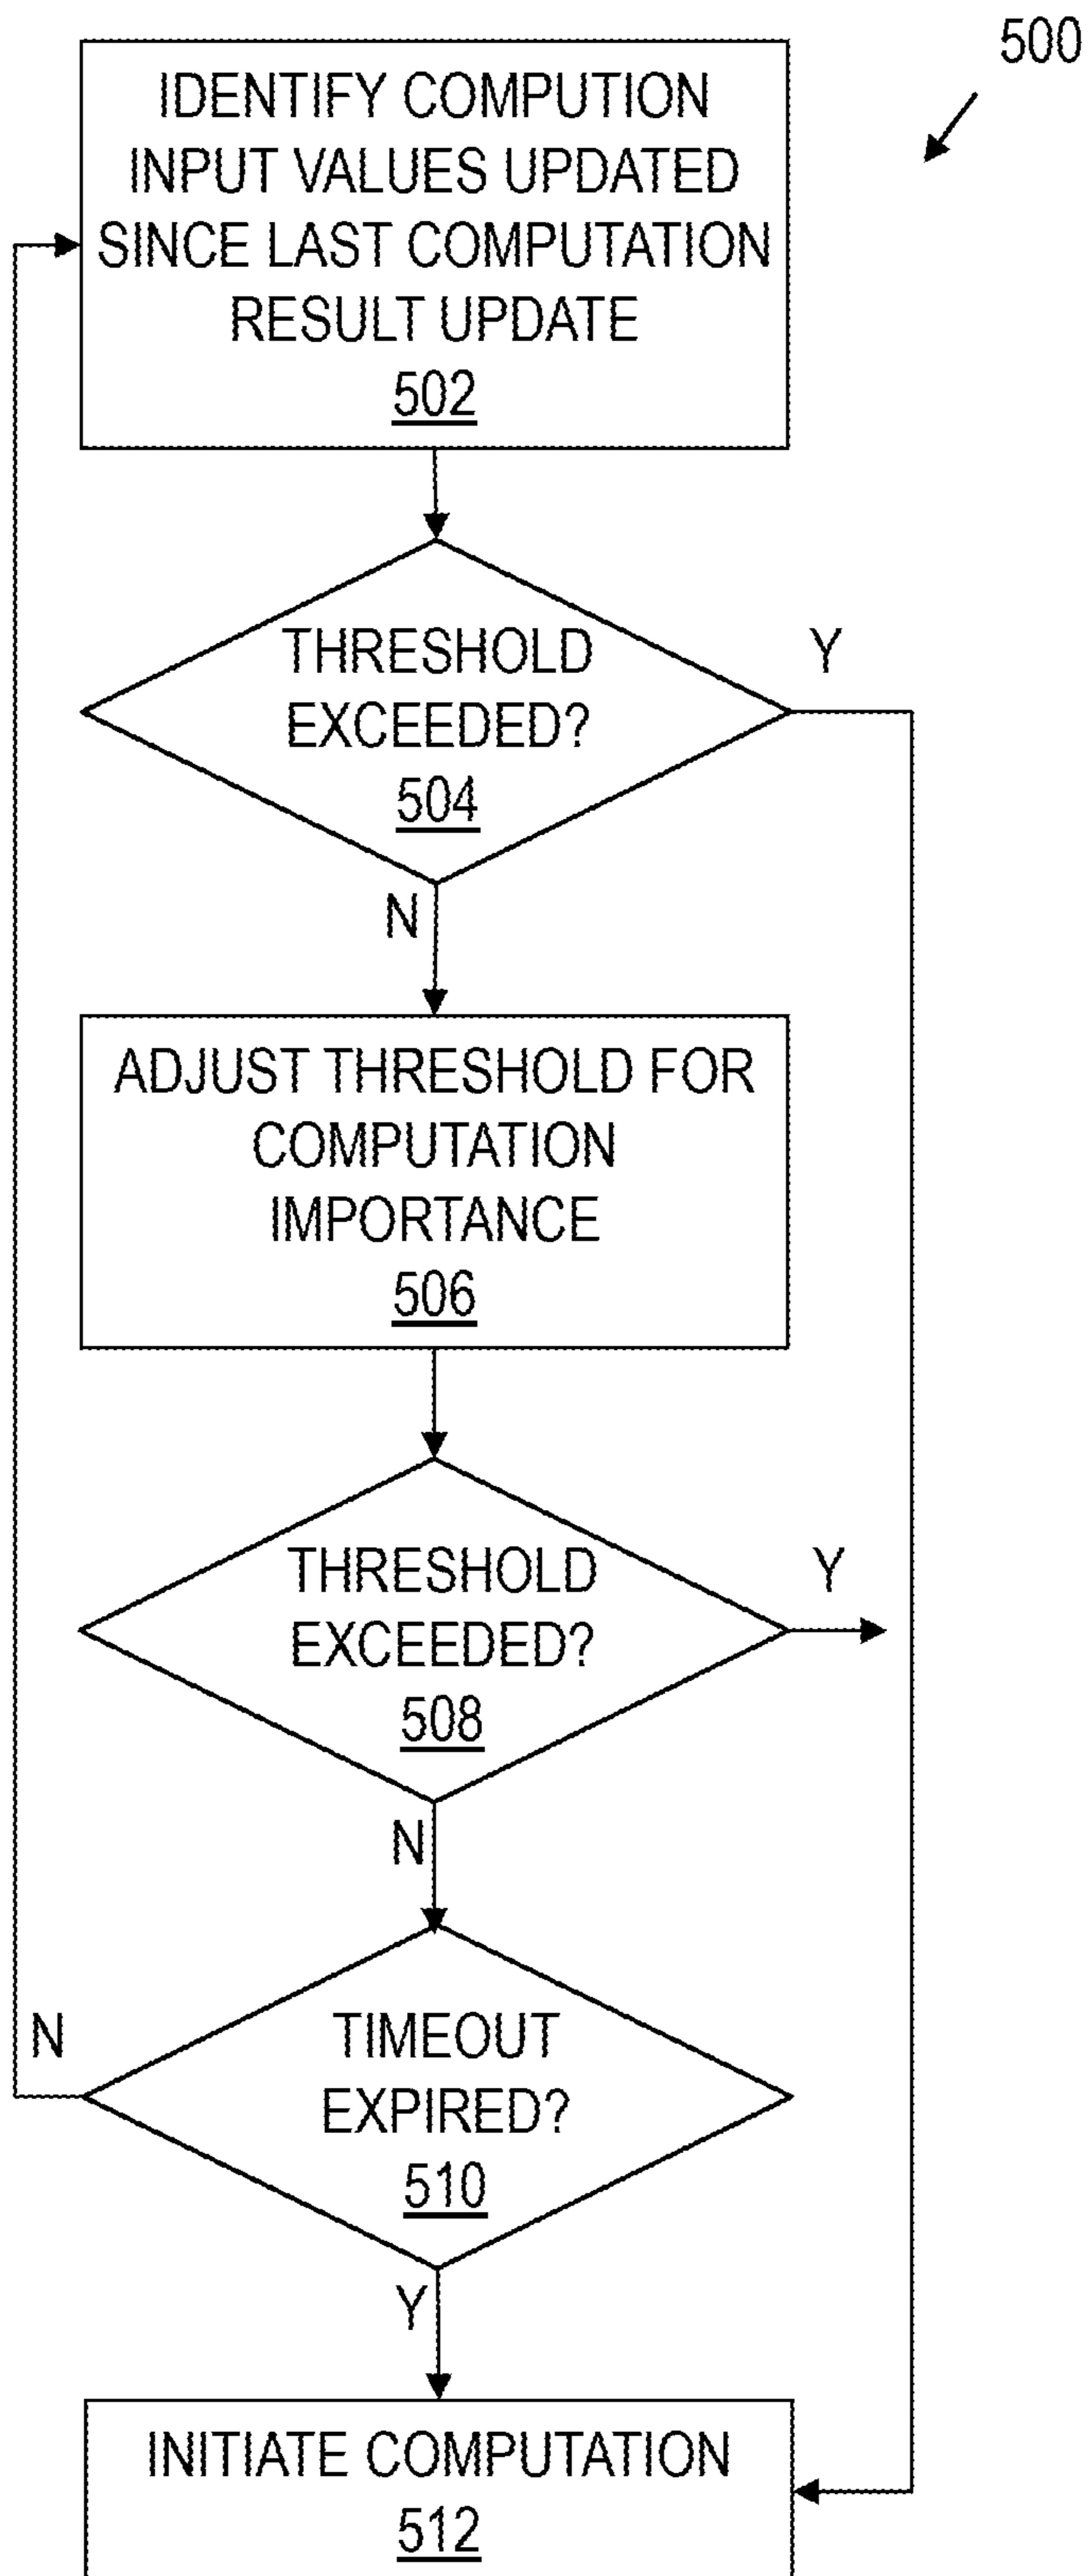 500
IDENTIFY COMPUTION
INPUT VALUES UPDATED
SINCE LAST COMPUTATION
RESULT UPDATE
502
THRESHOLD
EXCEEDED?
504
Y
N
ADJUST THRESHOLD FOR
COMPUTATION
IMPORTANCE
506
THRESHOLD
EXCEEDED?
508
Y
N
TIMEOUT
EXPIRED?
510
N
Y
INITIATE COMPUTATION
512